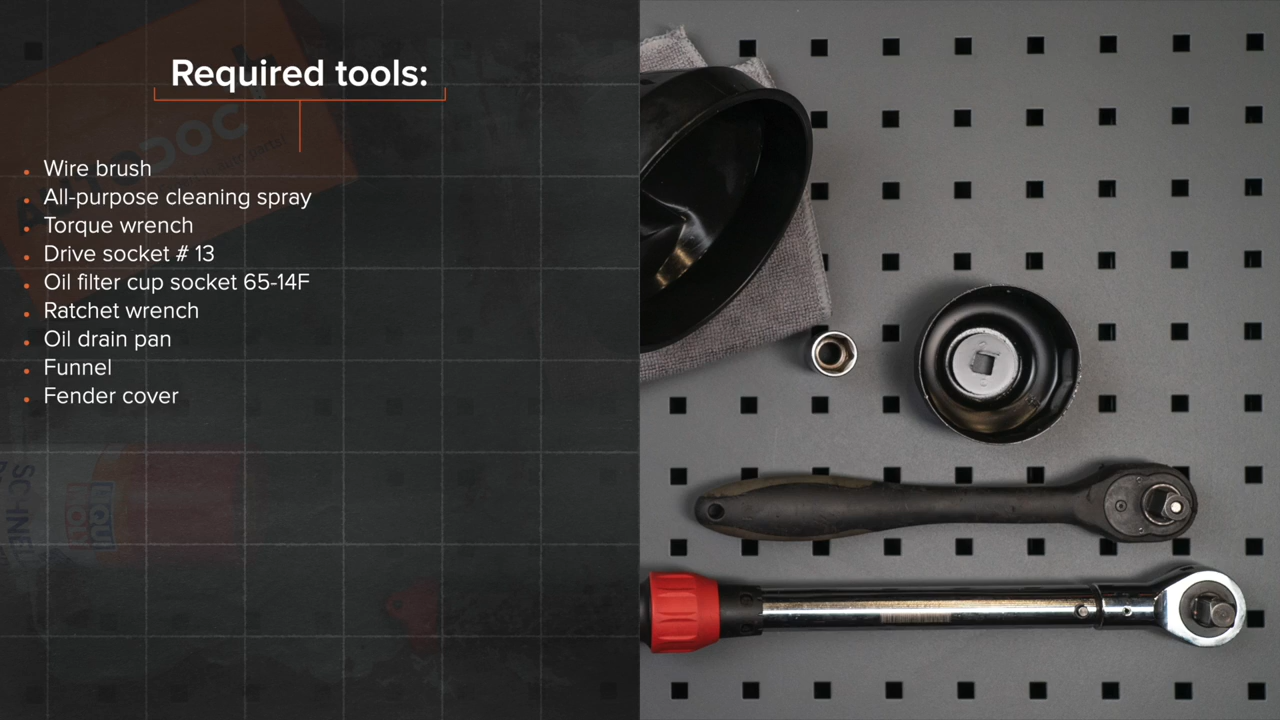 Required tools:
Wire brush
All-purpose cleaning spray
Torque wrench
Drive socket # 13
Oil filter cup socket 65-14F
Ratchet wrench
Oil drain pan
Funnel
Fender cover